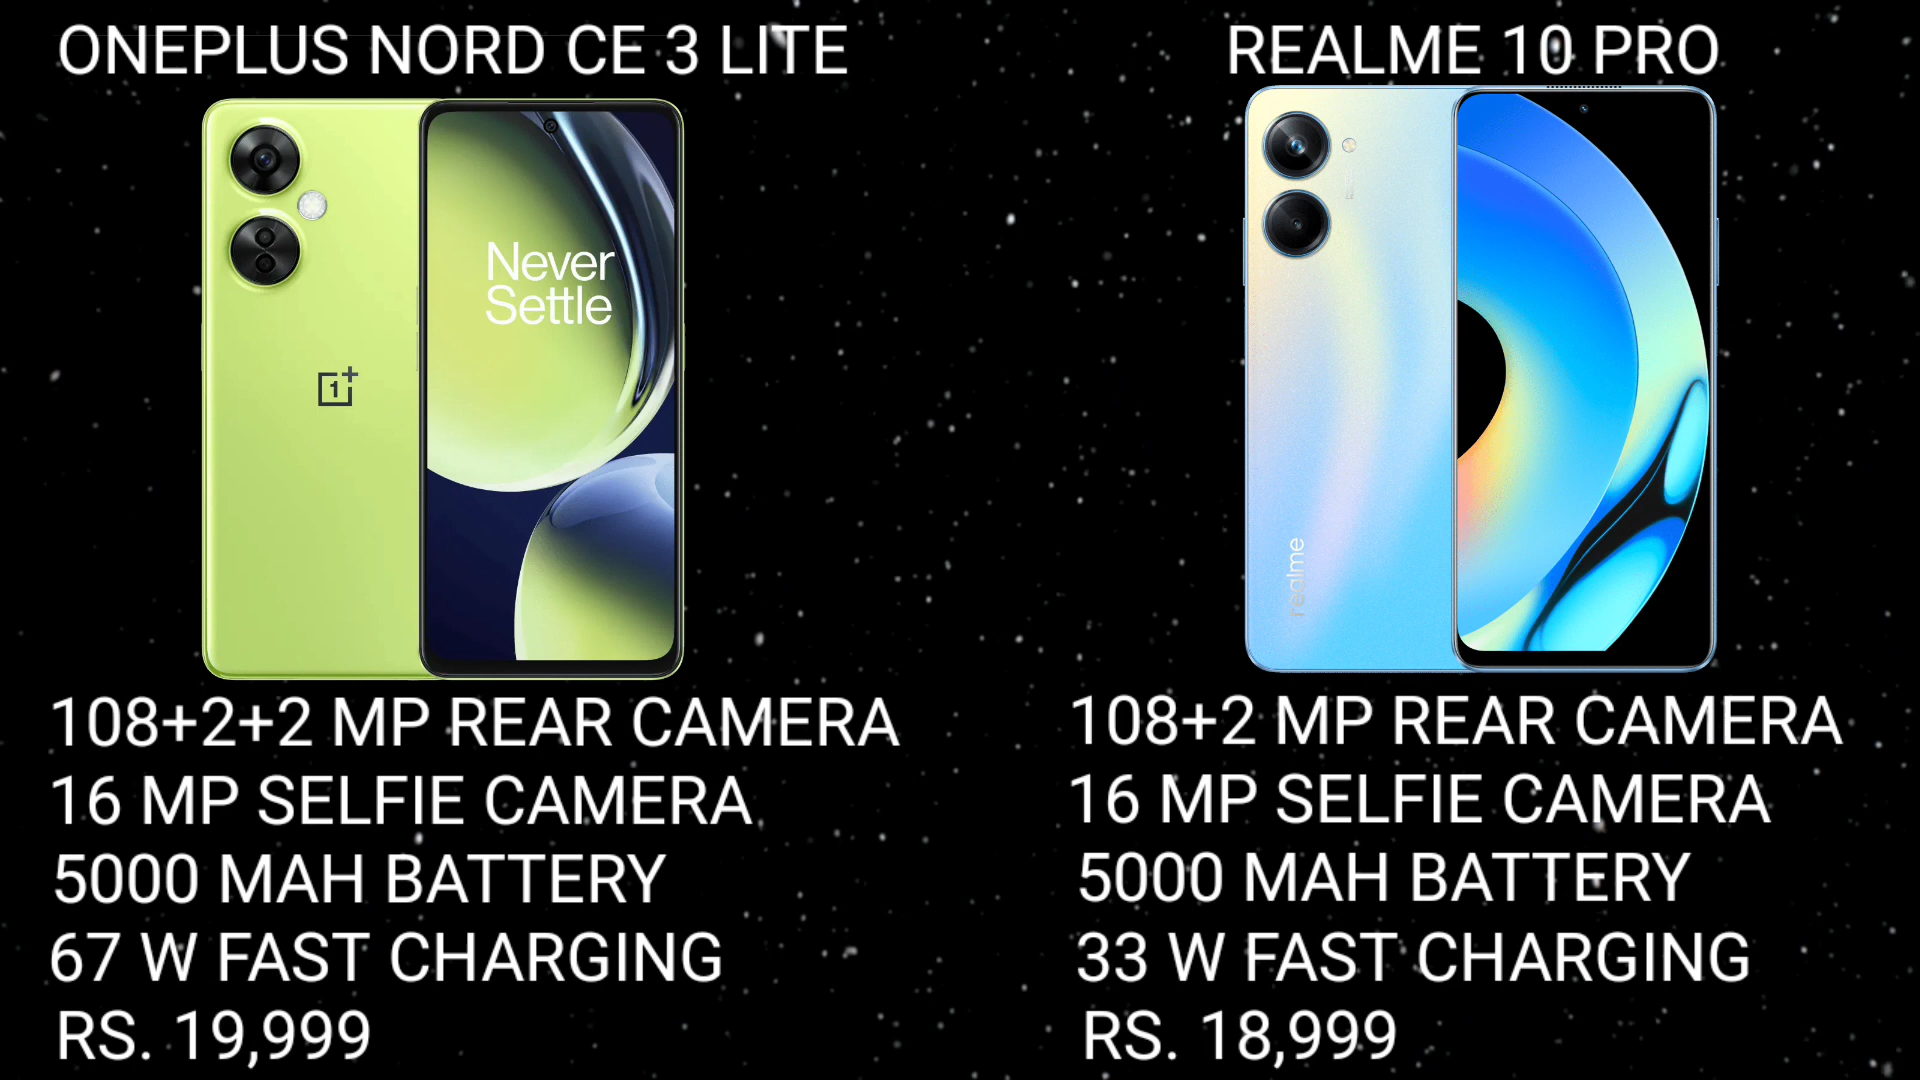 ONEPLUS NORD CE 3 LITE
Never
Settle
1+
108+2+2 MP REAR CAMERA
16 MP SELFIE CAMERA
5000 MAH BATTERY
67 W FAST CHARGING
RS. 19,999
REALME 10 PRO
realme
108+2 MP REAR CAMERA
16 MP SELFIE CAMERA
5000 MAH BATTERY
33 W FAST CHARGING
RS. 18,999